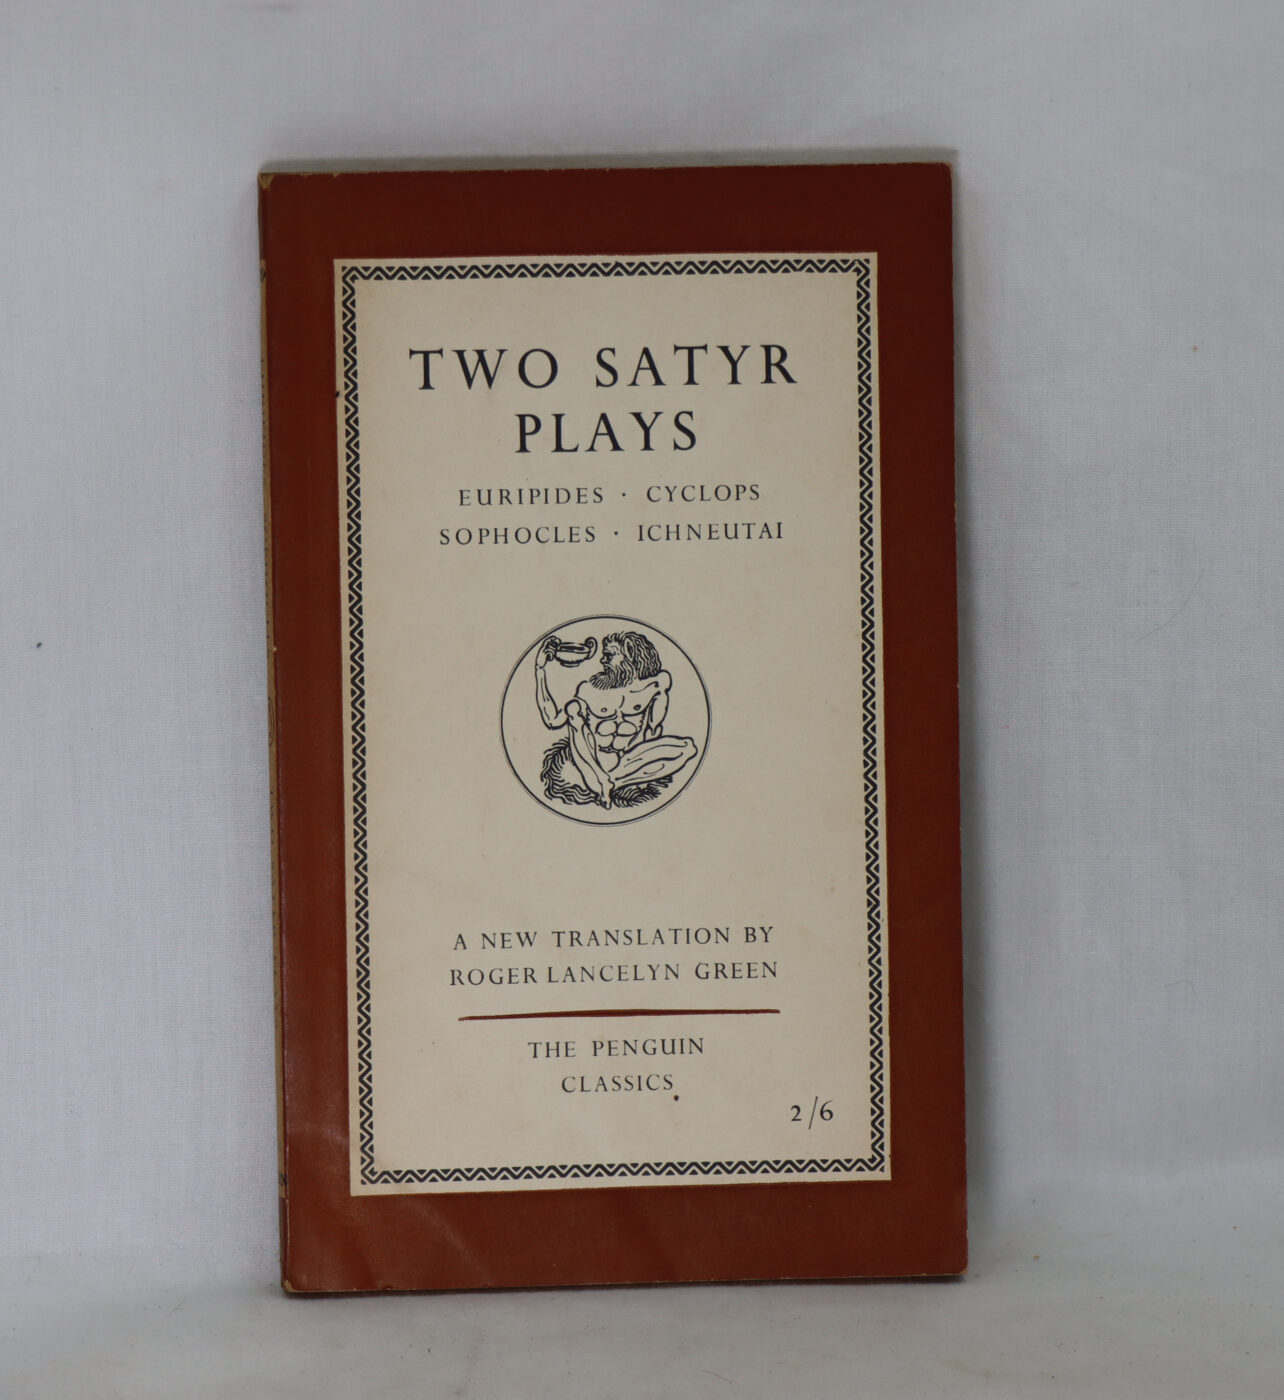 TWO SATYR
PLAYS
EURIPIDES · CYCLOPS
SOPHOCLES · ICHNEUTAI
A NEW TRANSLATION BY
ROGER LANCELYN GREEN
THE PENGUIN
CLASSICS
2/6